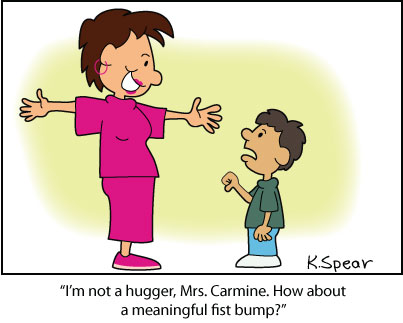 K.Spear
“I’m not a hugger, Mrs. Carmine. How about
a meaningful fist bump?”